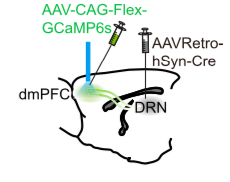 AAV-CAG-Flex-
GCaMP6s
AAVRetro-
hSyn-Cre
dmPFC
DRN